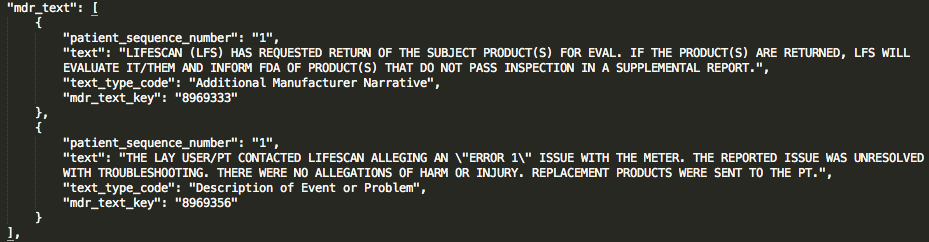 "mdr_text": [
{
"patient_sequence_number": "1",
"text": "LIFESCAN (LFS) HAS REQUESTED RETURN OF THE SUBJECT PRODUCT(S) FOR EVAL. IF THE PRODUCT(S) ARE RETURNED, LFS WILL
EVALUATE IT/THEM AND INFORM FDA OF PRODUCT(S) THAT DO NOT PASS INSPECTION IN A SUPPLEMENTAL REPORT.",
"text_type_code": "Additional Manufacturer Narrative",
"mdr_text_key": "8969333"
},
{
"patient_sequence_number": "1",
"text": "THE LAY USER/PT CONTACTED LIFESCAN ALLEGING AN \"ERROR 1\" ISSUE WITH THE METER. THE REPORTED ISSUE WAS UNRESOLVED
WITH TROUBLESHOOTING. THERE WERE NO ALLEGATIONS OF HARM OR INJURY. REPLACEMENT PRODUCTS WERE SENT TO THE PT.",
"text_type_code": "Description of Event or Problem",
"mdr_text_key": "8969356"
}
],